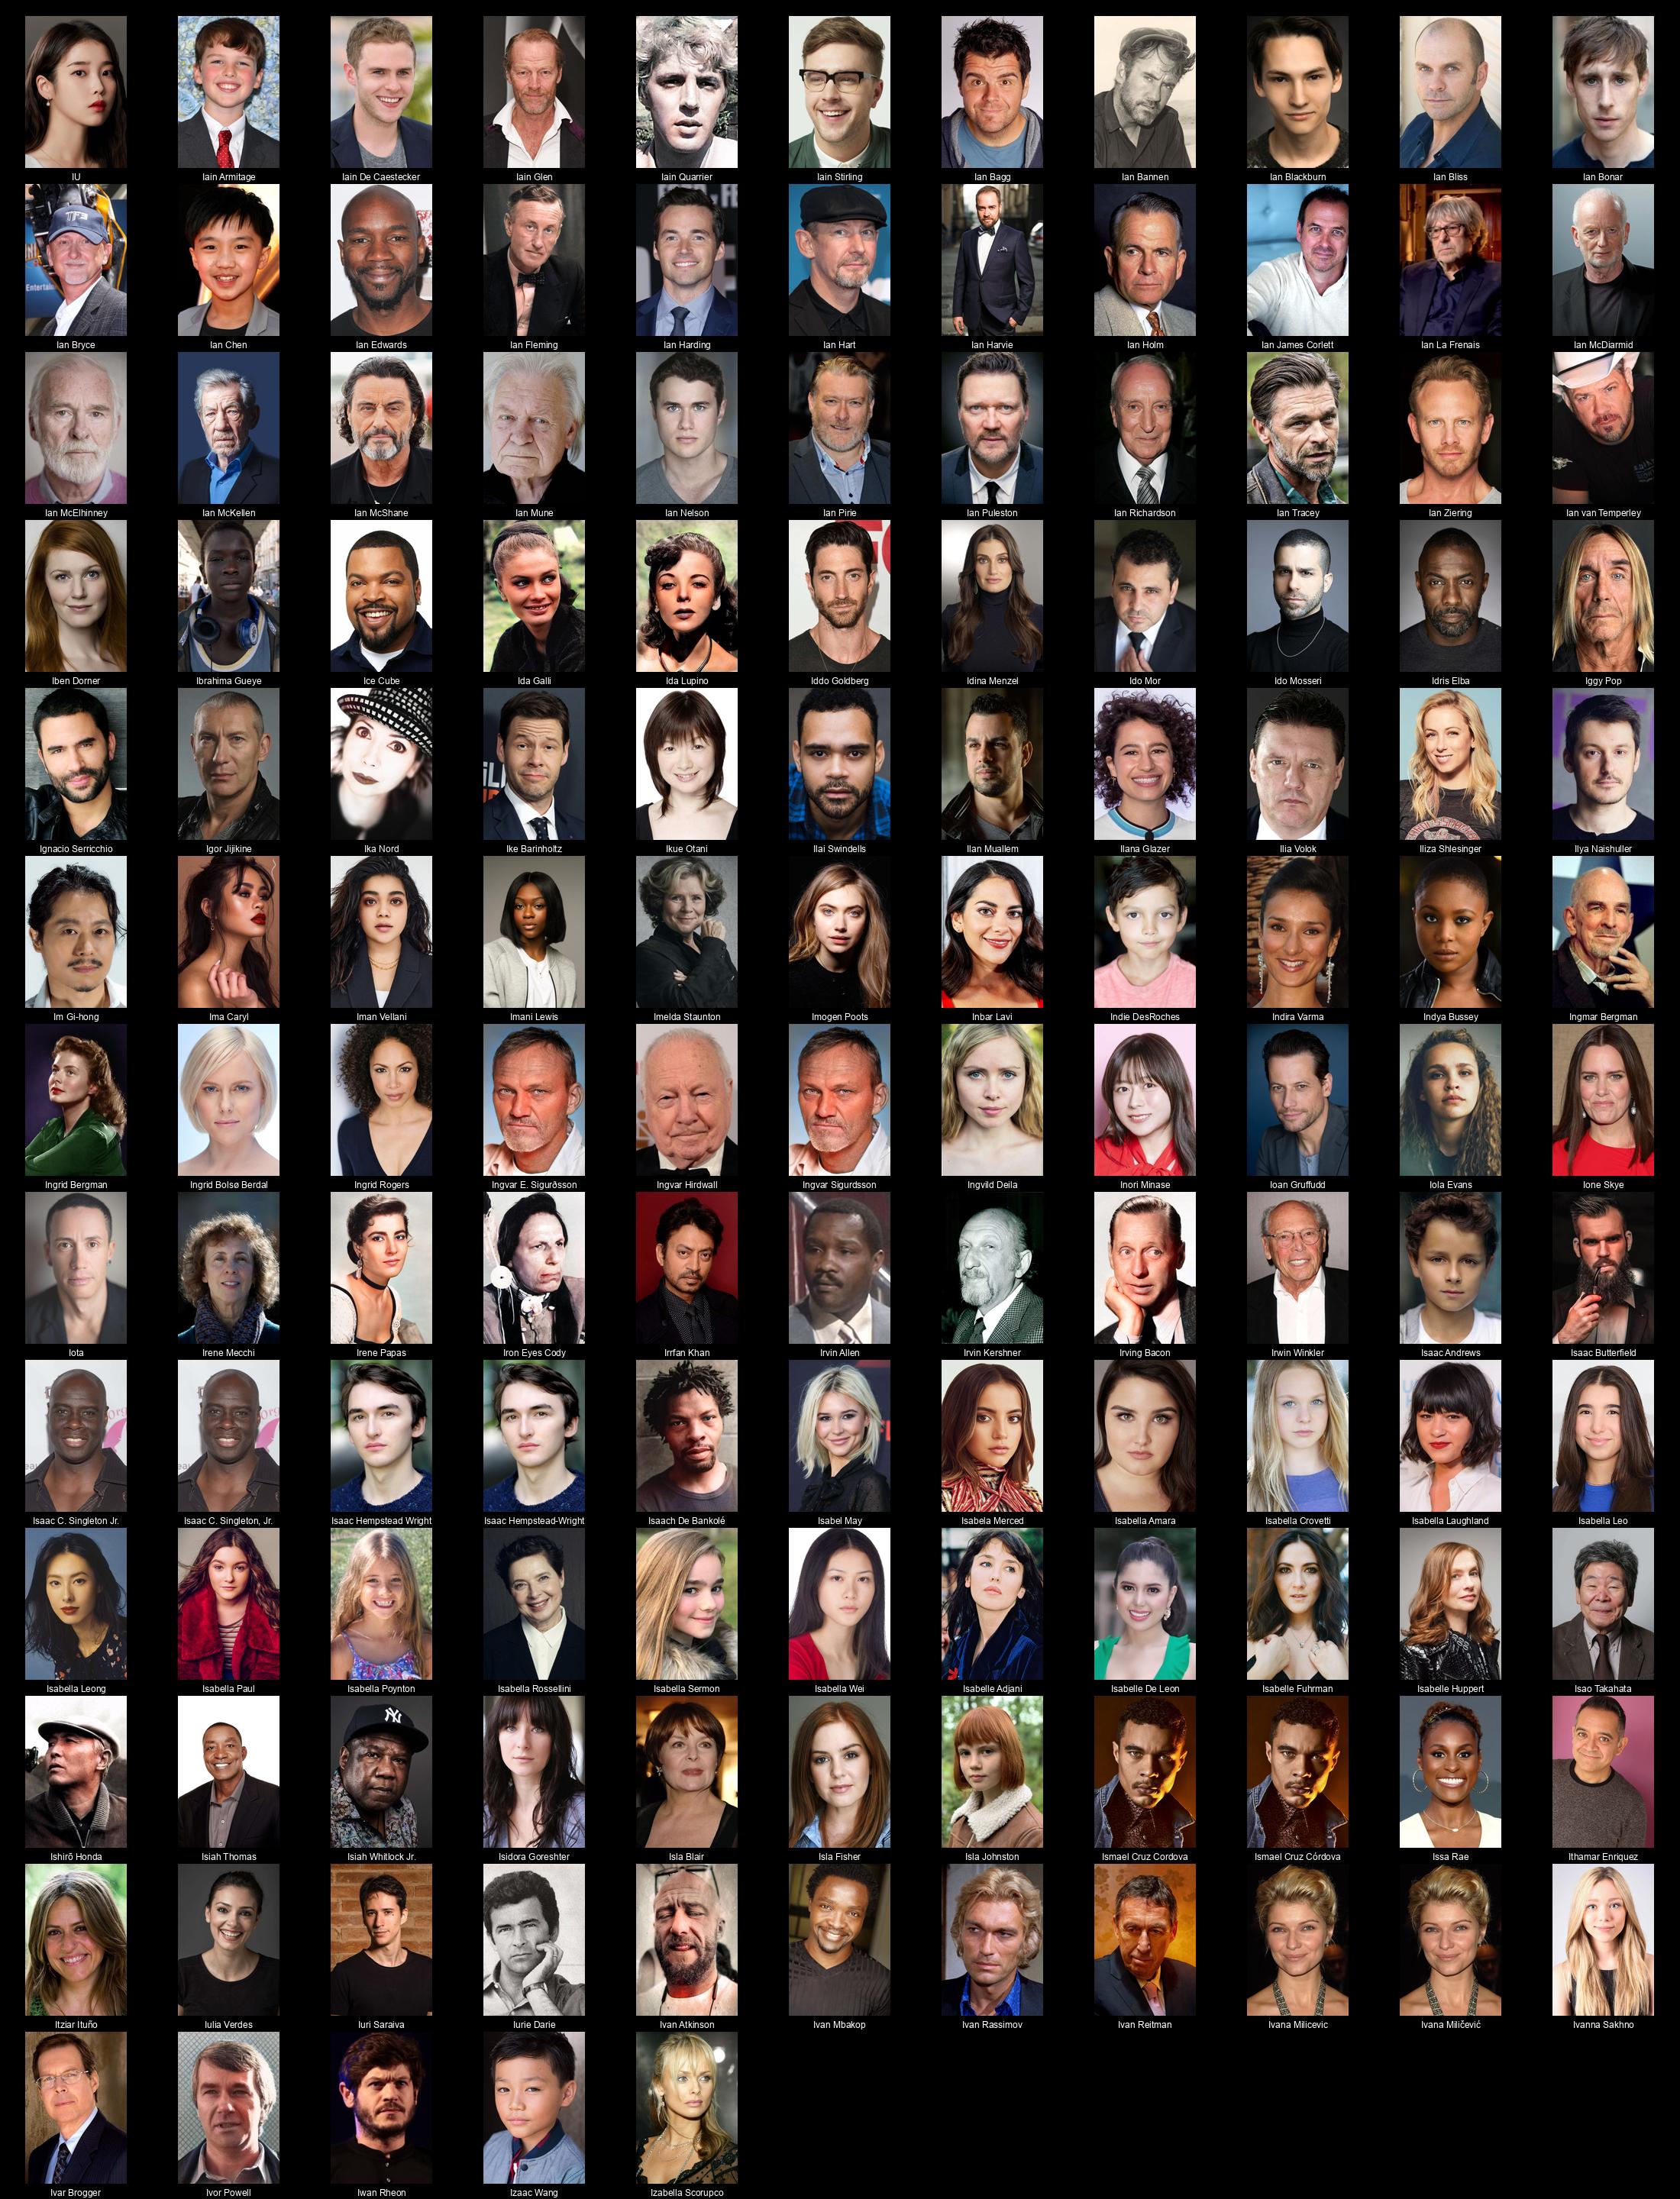 IU Iain Armitage Iain De Caestecker Iain Glen Iain Quarrier Iain Stirling Ian Bagg Ian Bannen Ian Blackburn Ian Bliss Ian Bonar
Ian Bryce Ian Chen Ian Edwards Ian Fleming Ian Harding Ian Hart Ian Harvie Ian Holm Ian James Corlett Ian La Frenais Ian McDiarmid
Ian McElhinney Ian McKellen Ian McShane Ian Mune Ian Nelson Ian Pirie Ian Puleston Ian Richardson Ian Tracey Ian Ziering Ian van Temperley
Iben Dorner Ibrahima Gueye Ice Cube Ida Galli Ida Lupino Iddo Goldberg Idina Menzel Ido Mor Ido Mosseri Idris Elba Iggy Pop
Ignacio Serricchio Igor Jijikine Ika Nord Ike Barinholtz Ikue Otani Ilai Swindells Ilan Muallem Ilana Glazer Ilia Volok Iliza Shlesinger Ilya Naishuller
Im Gi-hong Ima Caryl Iman Vellani Imani Lewis Imelda Staunton Imogen Poots Inbar Lavi Indie DesRoches Indira Varma Indya Bussey Ingmar Bergman
Ingrid Bergman Ingrid Bolsø Berdal Ingrid Rogers Ingvar E. Sigurðsson Ingvar Hirdwall Ingvar Sigurdsson Ingvild Deila Inori Minase Ioan Gruffudd Iola Evans Ione Skye
Iota Irene Mecchi Irene Papas Iron Eyes Cody Irrfan Khan Irvin Allen Irvin Kershner Irving Bacon Irwin Winkler Isaac Andrews Isaac Butterfield
Isaac C. Singleton Jr. Isaac C. Singleton, Jr. Isaac Hempstead Wright Isaac Hempstead-Wright Isaach De Bankolé Isabel May Isabela Merced Isabella Amara Isabella Crovetti Isabella Laughland Isabella Leo
Isabella Leong Isabella Paul Isabella Poynton Isabella Rossellini Isabella Sermon Isabella Wei Isabelle Adjani Isabelle De Leon Isabelle Fuhrman Isabelle Huppert Isao Takahata
Ishirō Honda Isiah Thomas Isiah Whitlock Jr. Isidora Goreshter Isla Blair Isla Fisher Isla Johnston Ismael Cruz Cordova Ismael Cruz Córdova Issa Rae Ithamar Enriquez
Itziar Ituño Iulia Verdes Iuri Saraiva Iurie Darie Ivan Atkinson Ivan Mbakop Ivan Rassimov Ivan Reitman Ivana Milicevic Ivana Miličević Ivanna Sakhno
Ivar Brogger Ivor Powell Iwan Rheon Izaac Wang Izabella Scorupco